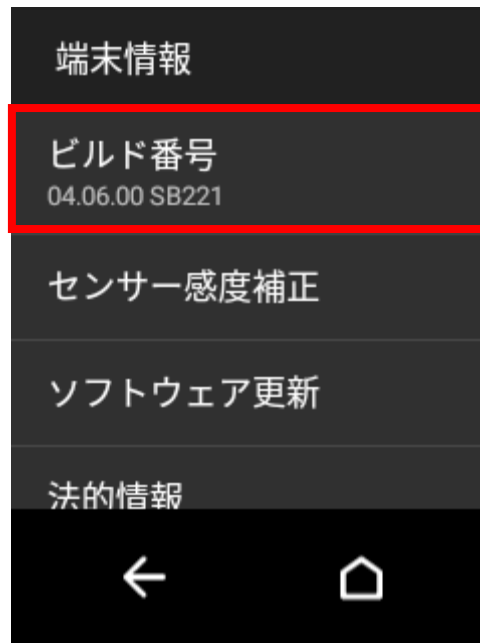 端末情報
ビルド番号
04.06.00 SB221
センサー感度補正
ソフトウェア更新
法的情報